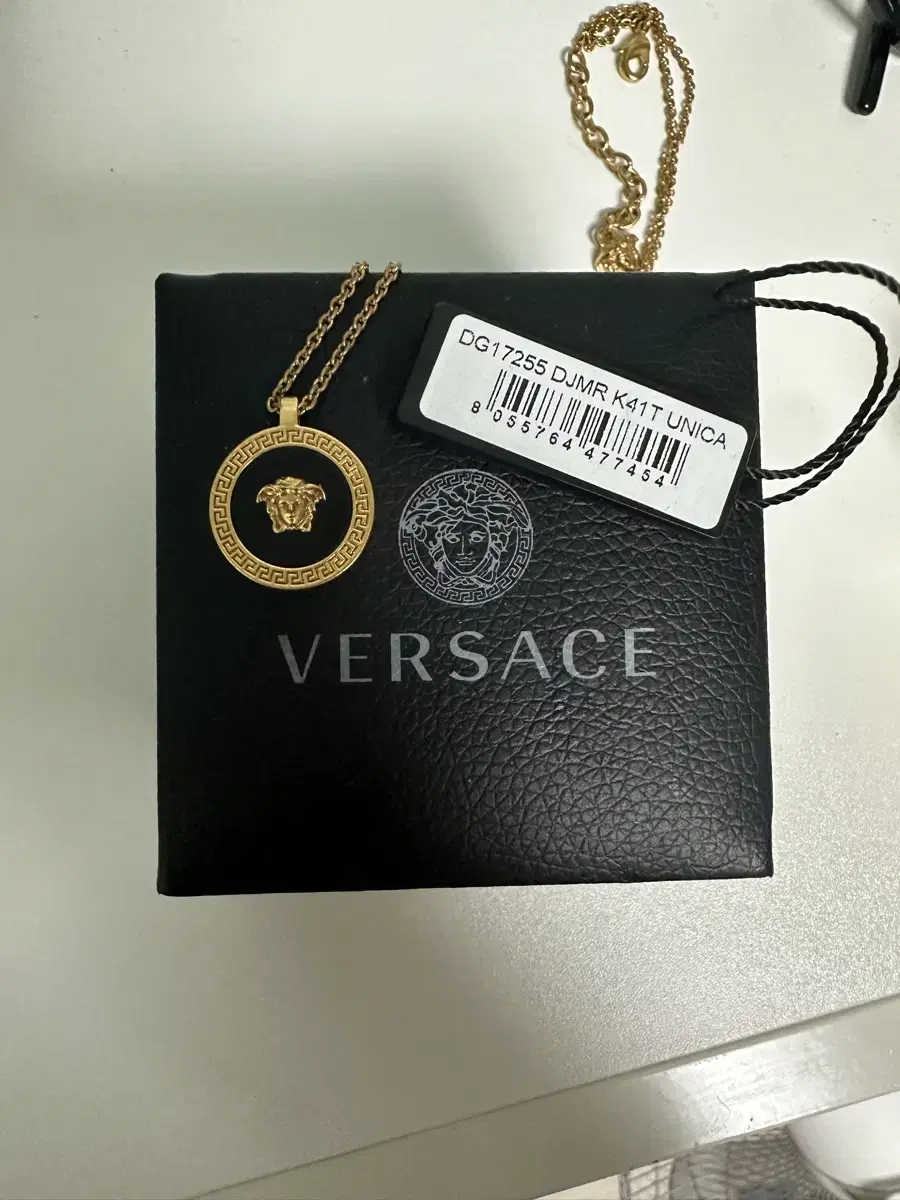 DG17255 DJMR K41T UNICA
8 055764 477454
VERSACE